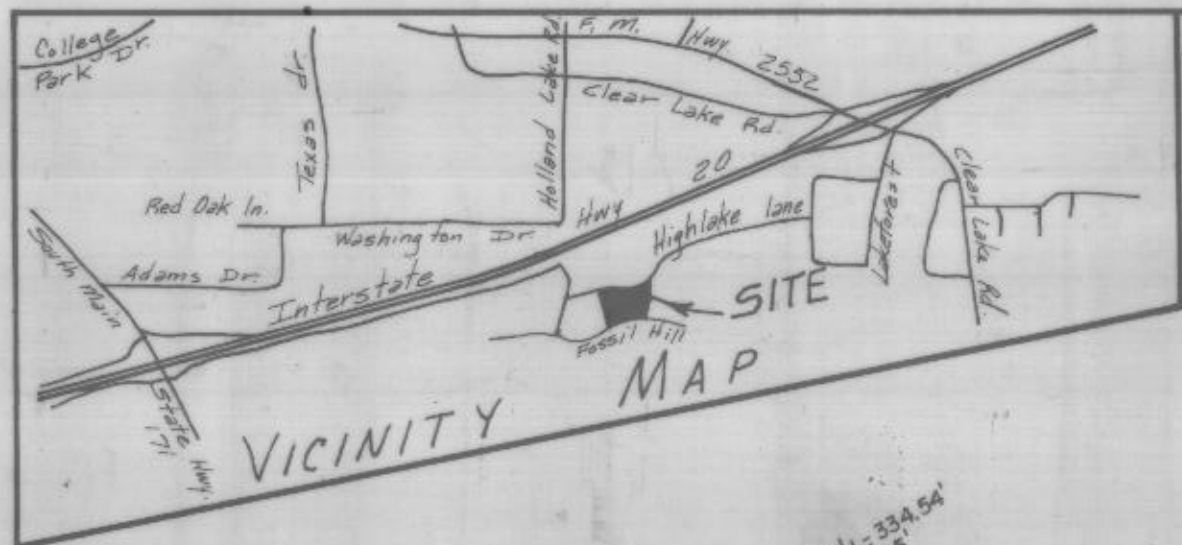 College
Park Dr.
Texas dr
Holland Lake Rd
F. M. Hwy. 2552
Clear Lake Rd.
Red Oak ln.
Washington Dr.
Hwy 20
Highlake lane
Lakeforest
Clear Lake Rd.
South Main
Adams Dr.
Interstate
SITE
Fossil Hill
State Hwy.
171
VICINITY MAP
= 334.54'
5'